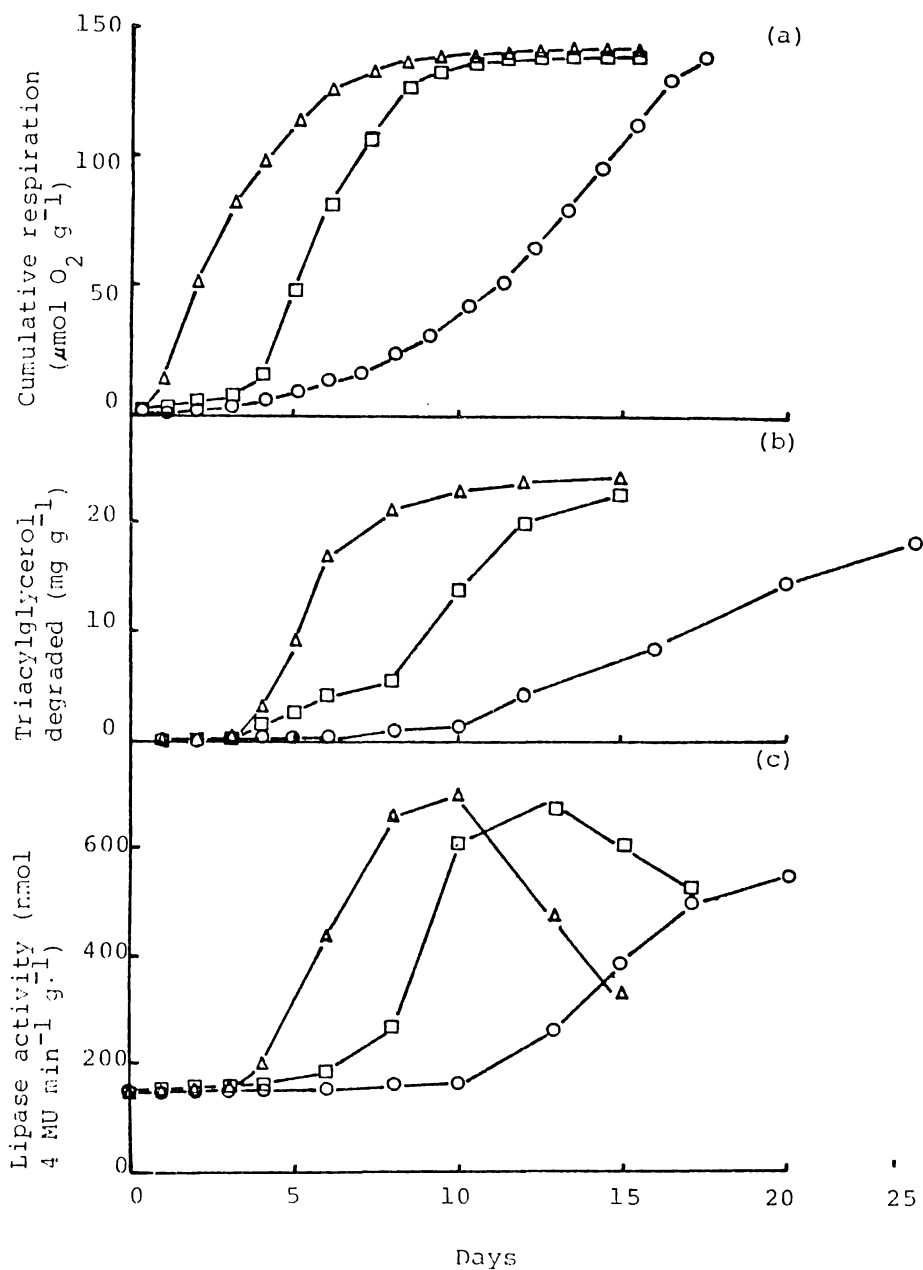 (a)
Cumulative respiration
(μmol O2 g-1)
150
100
50
0
(b)
Triacylglycerol
degraded (mg g-1)
20
10
0
(c)
Lipase activity (nmol
4 MU min-1 g-1)
600
400
200
0
0 5 10 15 20 25
Days